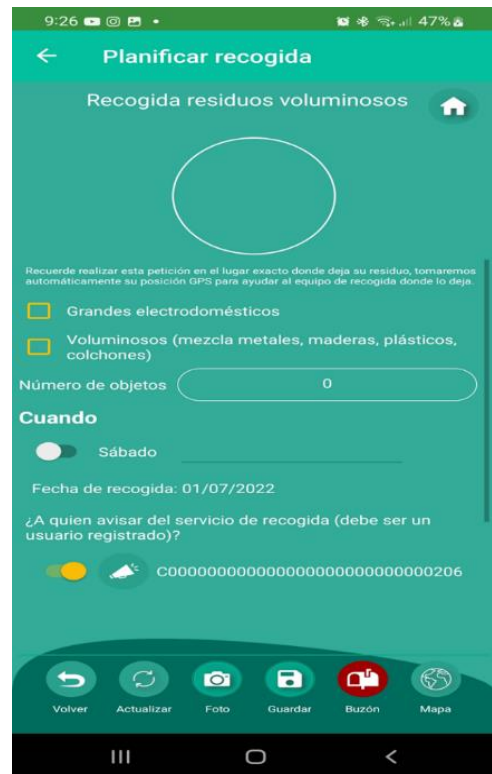 9:26
47%
Planificar recogida
Recogida residuos voluminosos
Recuerde realizar esta petición en el lugar exacto donde deja su residuo, tomaremos
automáticamente su posición GPS para ayudar al equipo de recogida donde lo deja.
Grandes electrodomésticos
Voluminosos (mezcla metales, maderas, plásticos,
colchones)
Número de objetos 0
Cuando
Sábado
Fecha de recogida: 01/07/2022
¿A quien avisar del servicio de recogida (debe ser un
usuario registrado)?
C00000000000000000000000000000206
Volver Actualizar Foto Guardar Buzón Mapa